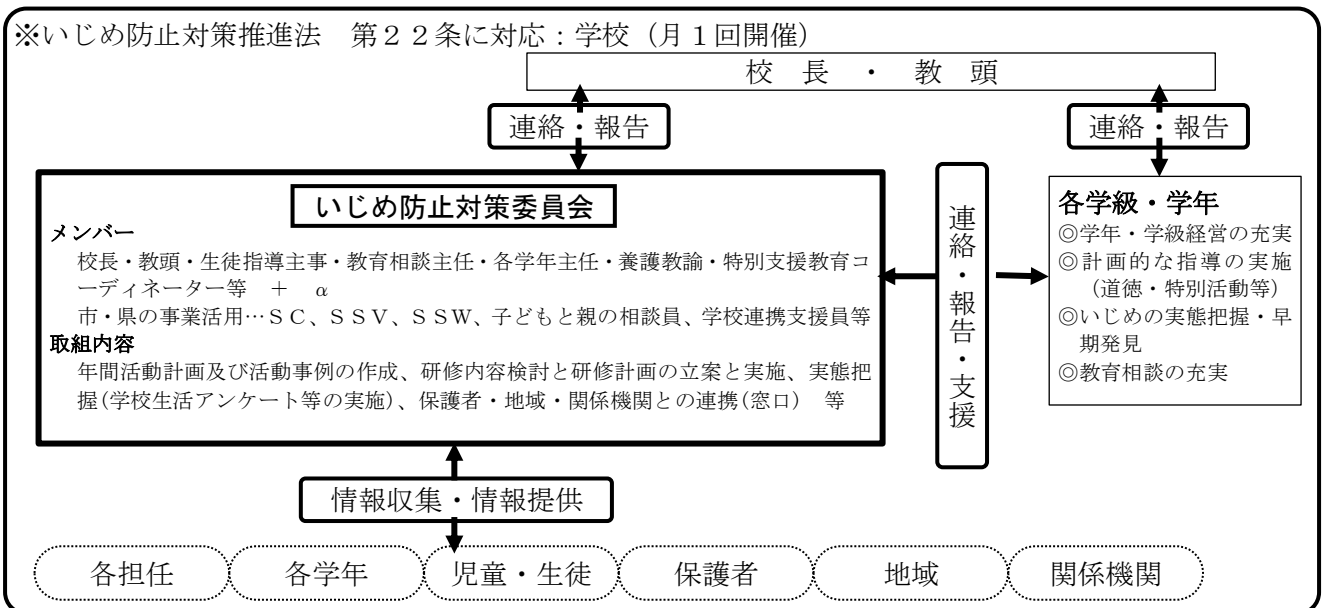 ※いじめ防止対策推進法　第２２条に対応：学校（月１回開催）
校　長　・　教　頭
連絡・報告
連絡・報告
いじめ防止対策委員会
メンバー
校長・教頭・生徒指導主事・教育相談主任・各学年主任・養護教諭・特別支援教育コ
ーディネーター等　＋　α
市・県の事業活用…ＳＣ、ＳＳＶ、ＳＳＷ、子どもと親の相談員、学校連携支援員等
取組内容
年間活動計画及び活動事例の作成、研修内容検討と研修計画の立案と実施、実態把
握(学校生活アンケート等の実施)、保護者・地域・関係機関との連携(窓口)　等
連絡・報告・支援
各学級・学年
◎学年・学級経営の充実
◎計画的な指導の実施
（道徳・特別活動等）
◎いじめの実態把握・早
期発見
◎教育相談の充実
情報収集・情報提供
各担任
各学年
児童・生徒
保護者
地域
関係機関